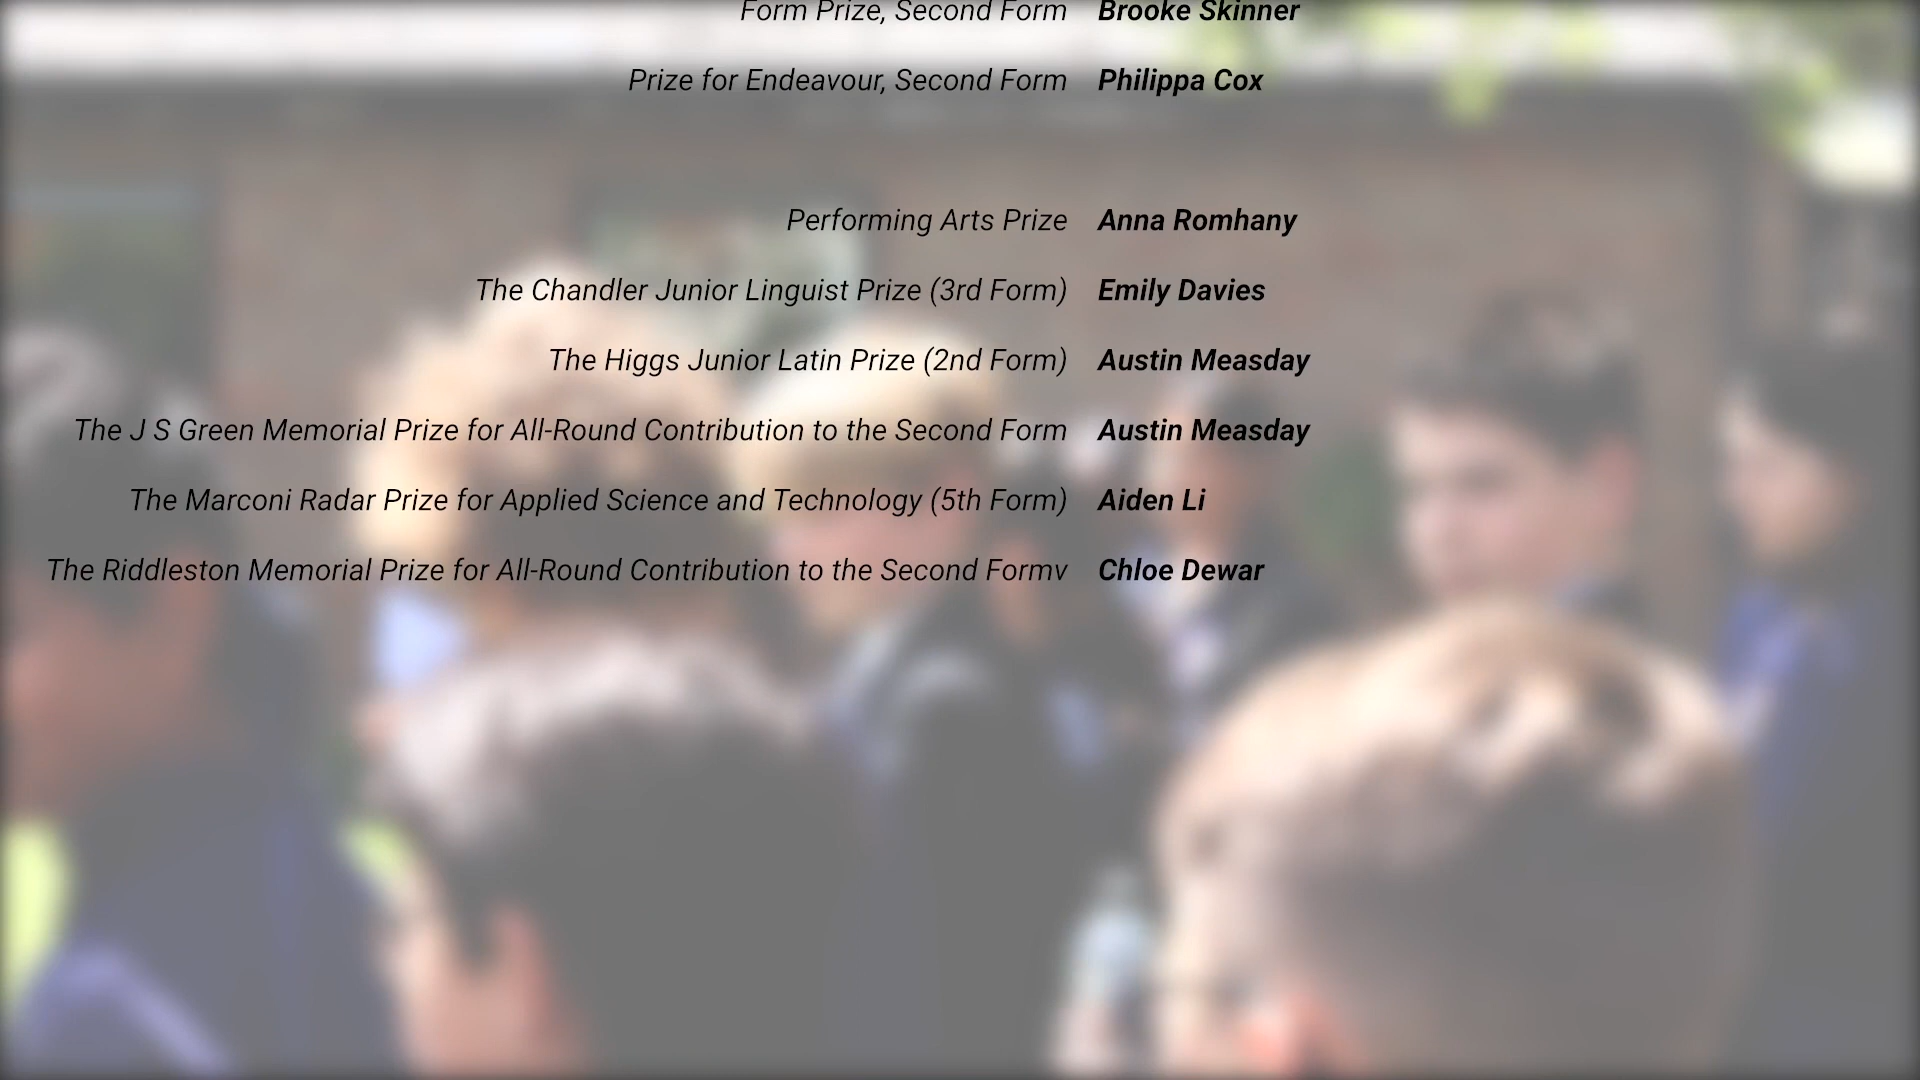 Form Prize, Second Form Brooke Skinner
Prize for Endeavour, Second Form Philippa Cox
Performing Arts Prize Anna Romhany
The Chandler Junior Linguist Prize (3rd Form) Emily Davies
The Higgs Junior Latin Prize (2nd Form) Austin Measday
The J S Green Memorial Prize for All-Round Contribution to the Second Form Austin Measday
The Marconi Radar Prize for Applied Science and Technology (5th Form) Aiden Li
The Riddleston Memorial Prize for All-Round Contribution to the Second Formv Chloe Dewar